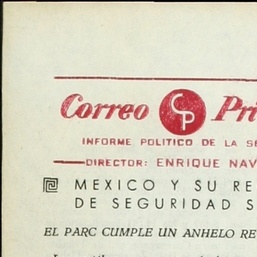 Correo CP Pri
INFORME POLITICO DE LA SE
DIRECTOR: ENRIQUE NAV
MEXICO Y SU RE
DE SEGURIDAD S
EL PARC CUMPLE UN ANHELO RE